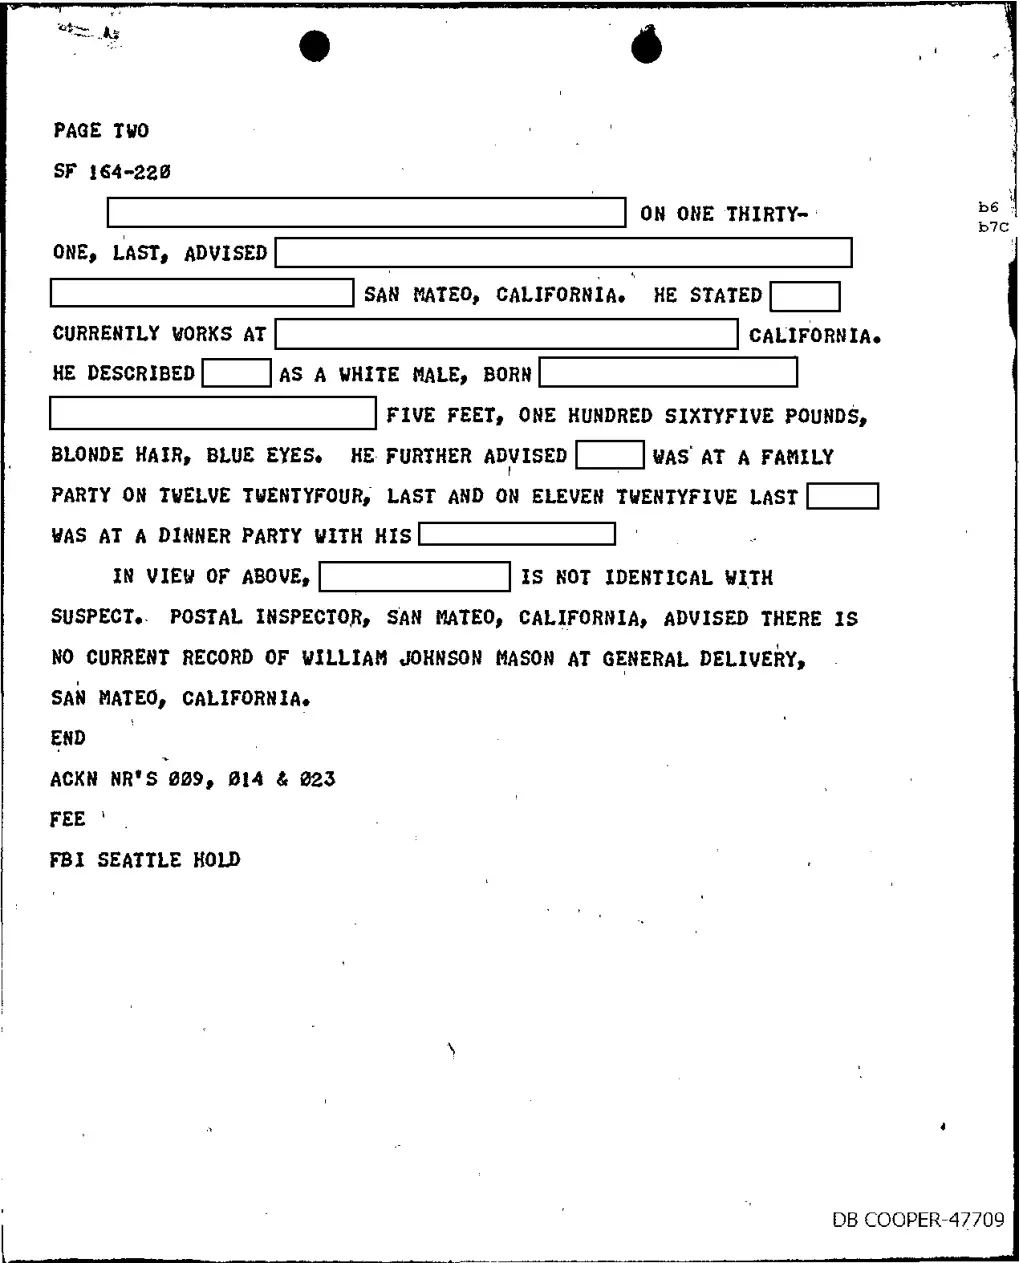 PAGE TWO
SF 164-220
ON ONE THIRTY-
b6
b7C
ONE, LAST, ADVISED
SAN MATEO, CALIFORNIA. HE STATED
CURRENTLY WORKS AT CALIFORNIA.
HE DESCRIBED AS A WHITE MALE, BORN
FIVE FEET, ONE HUNDRED SIXTYFIVE POUNDS,
BLONDE HAIR, BLUE EYES. HE FURTHER ADVISED WAS AT A FAMILY
PARTY ON TWELVE TWENTYFOUR, LAST AND ON ELEVEN TWENTYFIVE LAST
WAS AT A DINNER PARTY WITH HIS
IN VIEW OF ABOVE, IS NOT IDENTICAL WITH
SUSPECT. POSTAL INSPECTOR, SAN MATEO, CALIFORNIA, ADVISED THERE IS
NO CURRENT RECORD OF WILLIAM JOHNSON MASON AT GENERAL DELIVERY,
SAN MATEO, CALIFORNIA.
END
ACKN NR'S 009, 014 & 023
FEE
FBI SEATTLE HOLD
DB COOPER-47709